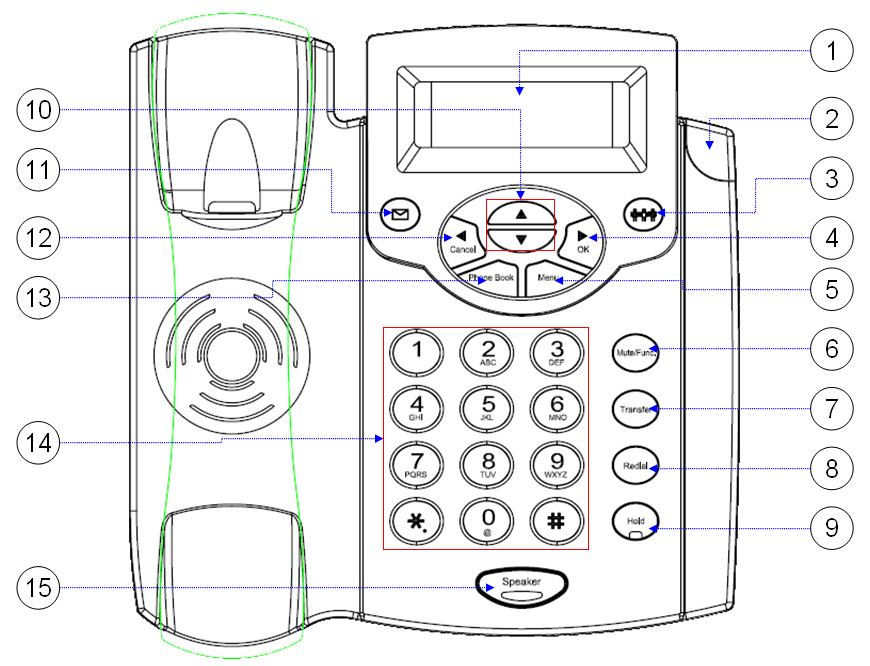 1
10
2
11
3
12
Cancel
OK
4
Phone Book
Menu
13
5
1
2
ABC
3
DEF
Mute/Func.
6
4
GHI
5
JKL
6
MNO
Transfer
7
14
7
PQRS
8
TUV
9
WXYZ
Redial
8
*.
0
@
#
Hold
9
15
Speaker